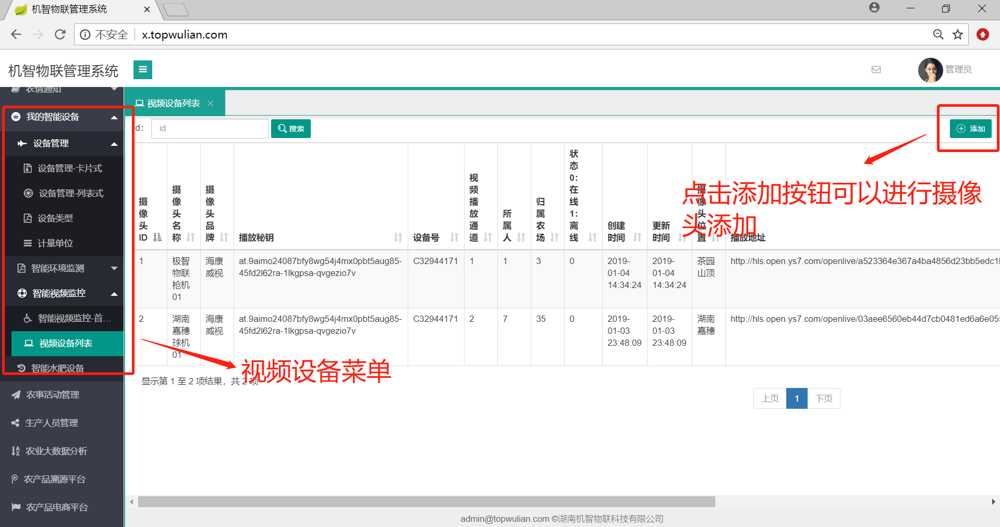 机智物联管理系统
不安全
x.topwulian.com
机智物联管理系统
管理员
农情通知
我的智能设备
设备管理
设备管理-卡片式
设备管理-列表式
设备类型
计量单位
智能环境监测
智能视频监控
智能视频监控-首...
视频设备列表
智能水肥设备
农事活动管理
生产人员管理
农业大数据分析
农产品溯源平台
农产品电商平台
视频设备列表
d:
id
搜索
添加
点击添加按钮可以进行摄像
头添加
摄像头ID
摄像头名称
摄像头品牌
播放秘钥
设备号
视频播放通道
所属人
归属农场
状态0:在线1:离线
创建时间
更新时间
摄像头位置
播放地址
1
极智物联枪机01
海康威视
at.9aimo24087bfy8wg54j4mx0pbt5aug85-
45fd2l62ra-1lkgpsa-qvgezio7v
C32944171
1
1
3
0
2019-01-04 14:34:24
2019-01-04 14:34:24
茶园山顶
http://hls.open.ys7.com/openlive/a523364e367a4ba4856d23bb5edc1
2
湖南嘉穗球机01
海康威视
at.9aimo24087bfy8wg54j4mx0pbt5aug85-
45fd2l62ra-1lkgpsa-qvgezio7v
C32944171
2
7
35
0
2019-01-03 23:48:09
2019-01-03 23:48:09
湖南嘉穗
http://hls.open.ys7.com/openlive/03aee6560eb44d7cb0481ed6a6e05
视频设备菜单
显示第 1 至 2 项结果，共 2 项
上页
1
下页
admin@topwulian.com ©湖南机智物联科技有限公司